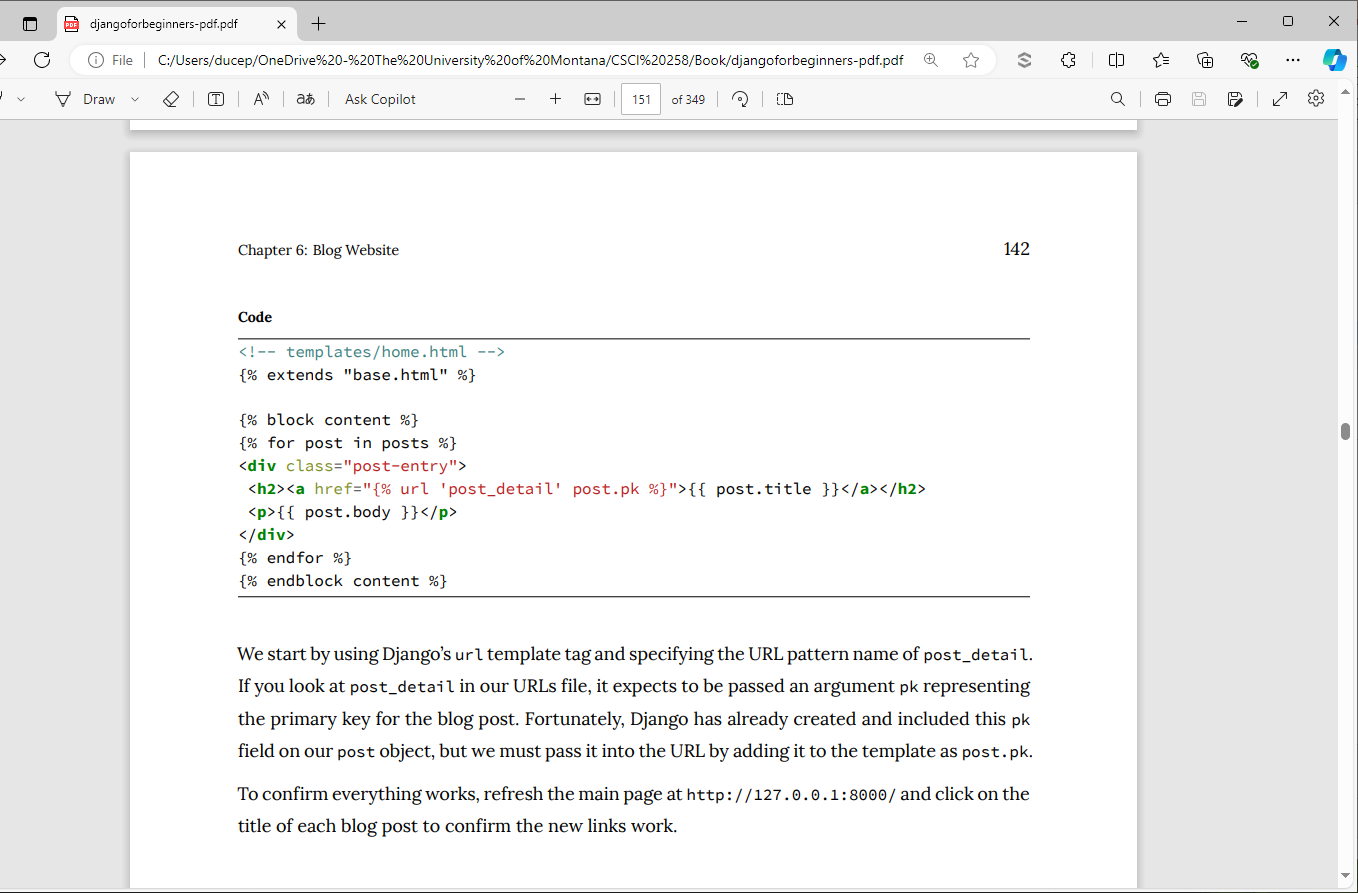 djangoforbeginners-pdf.pdf
File
C:/Users/ducep/OneDrive%20-%20The%20University%20of%20Montana/CSCI%20258/Book/djangoforbeginners-pdf.pdf
Draw
Ask Copilot
151 of 349
Chapter 6: Blog Website 142
Code
<!-- templates/home.html -->
{% extends "base.html" %}
{% block content %}
{% for post in posts %}
<div class="post-entry">
<h2><a href="{% url 'post_detail' post.pk %}">{{ post.title }}</a></h2>
<p>{{ post.body }}</p>
</div>
{% endfor %}
{% endblock content %}
We start by using Django’s url template tag and specifying the URL pattern name of post_detail.
If you look at post_detail in our URLs file, it expects to be passed an argument pk representing
the primary key for the blog post. Fortunately, Django has already created and included this pk
field on our post object, but we must pass it into the URL by adding it to the template as post.pk.
To confirm everything works, refresh the main page at http://127.0.0.1:8000/ and click on the
title of each blog post to confirm the new links work.